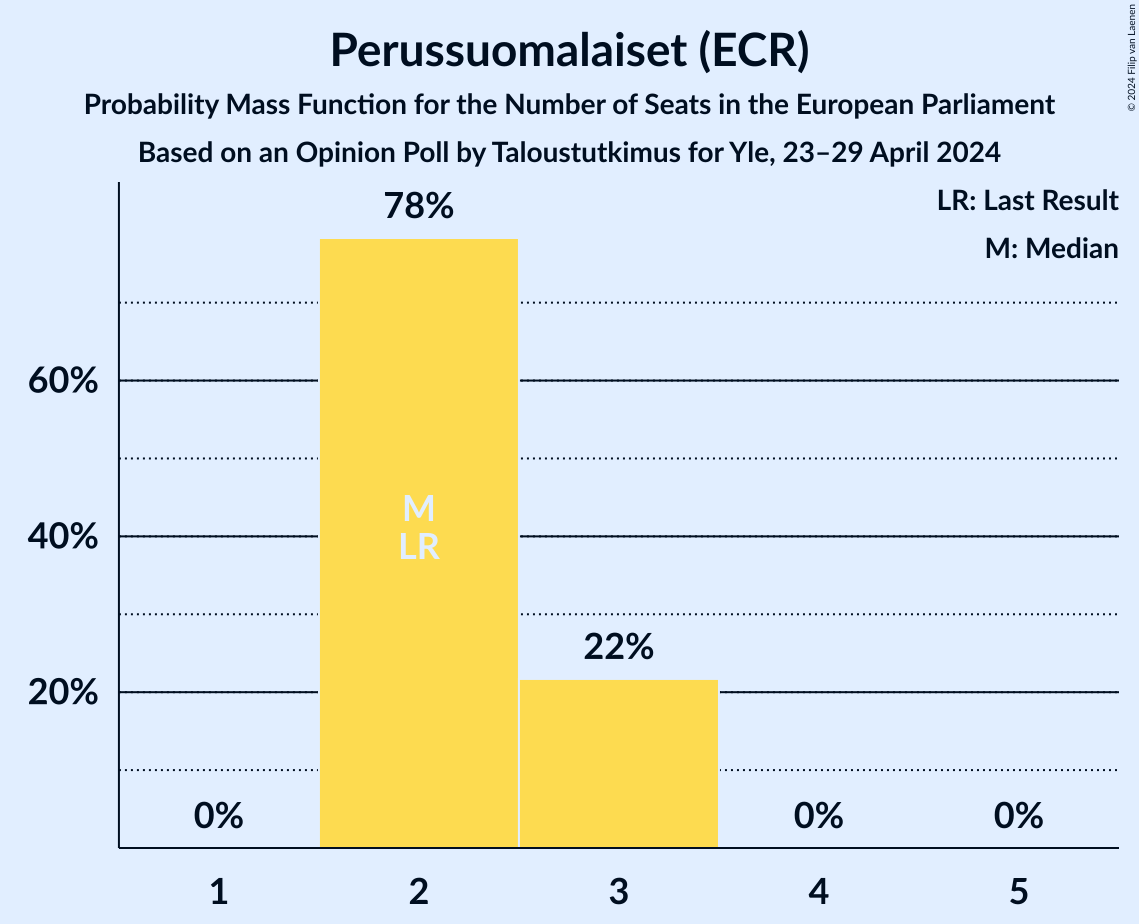 Perussuomalaiset (ECR)
Probability Mass Function for the Number of Seats in the European Parliament
Based on an Opinion Poll by Taloustutkimus for Yle, 23–29 April 2024
© 2024 Filip van Laenen
LR: Last Result
M: Median
78%
60%
M
40%
LR
22%
20%
0%
0%
0%
1
2
3
4
5